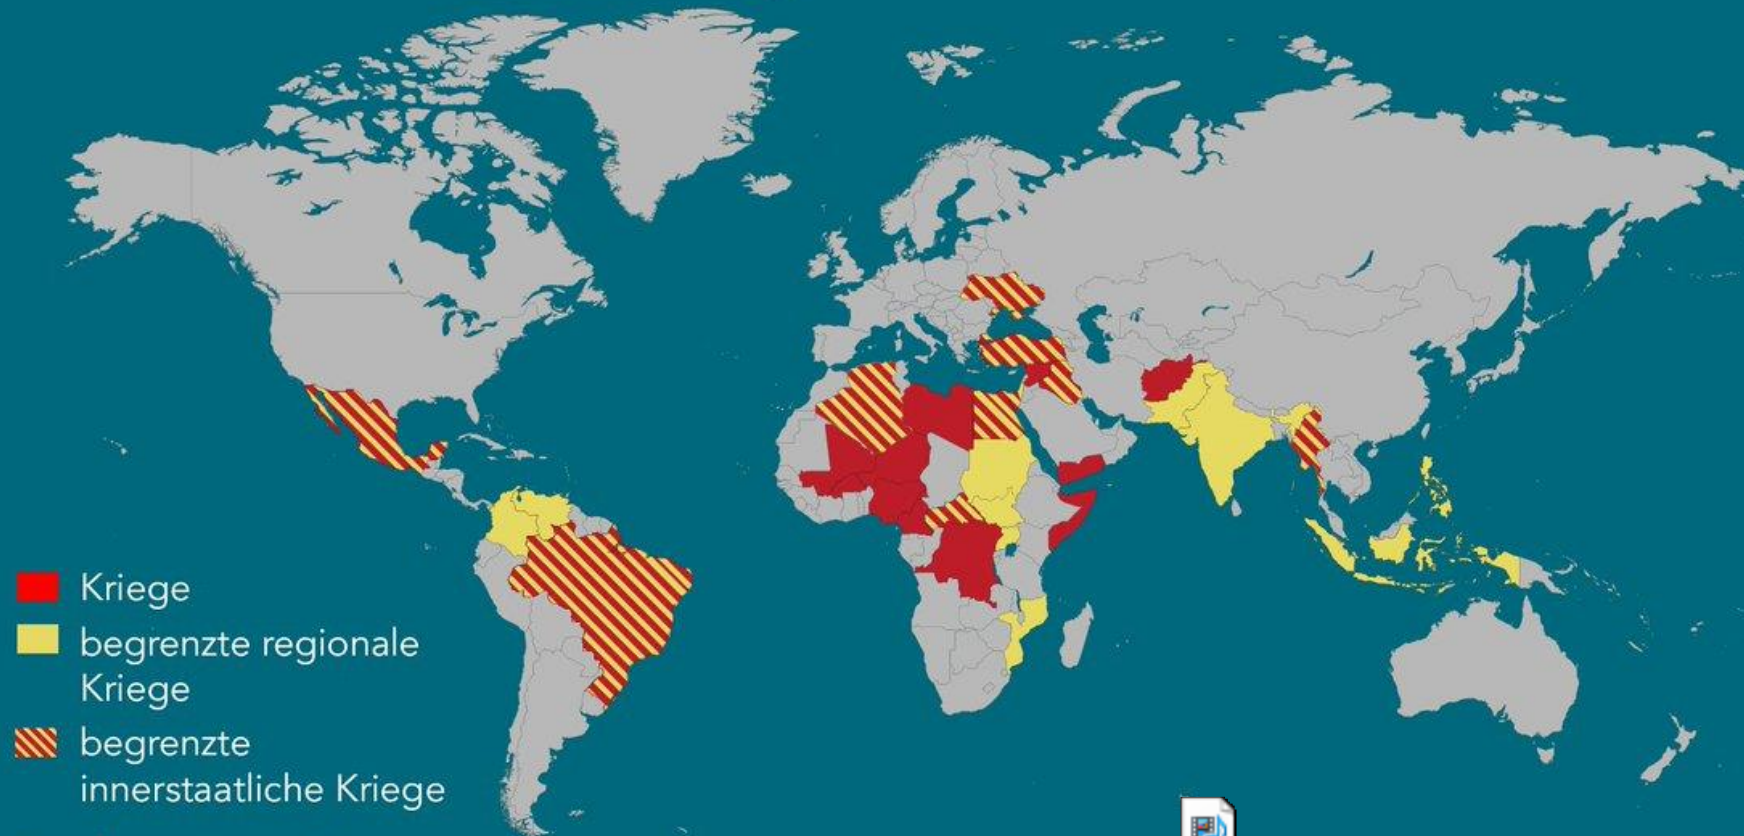 Kriege
begrenzte regionale
Kriege
begrenzte
innerstaatliche Kriege